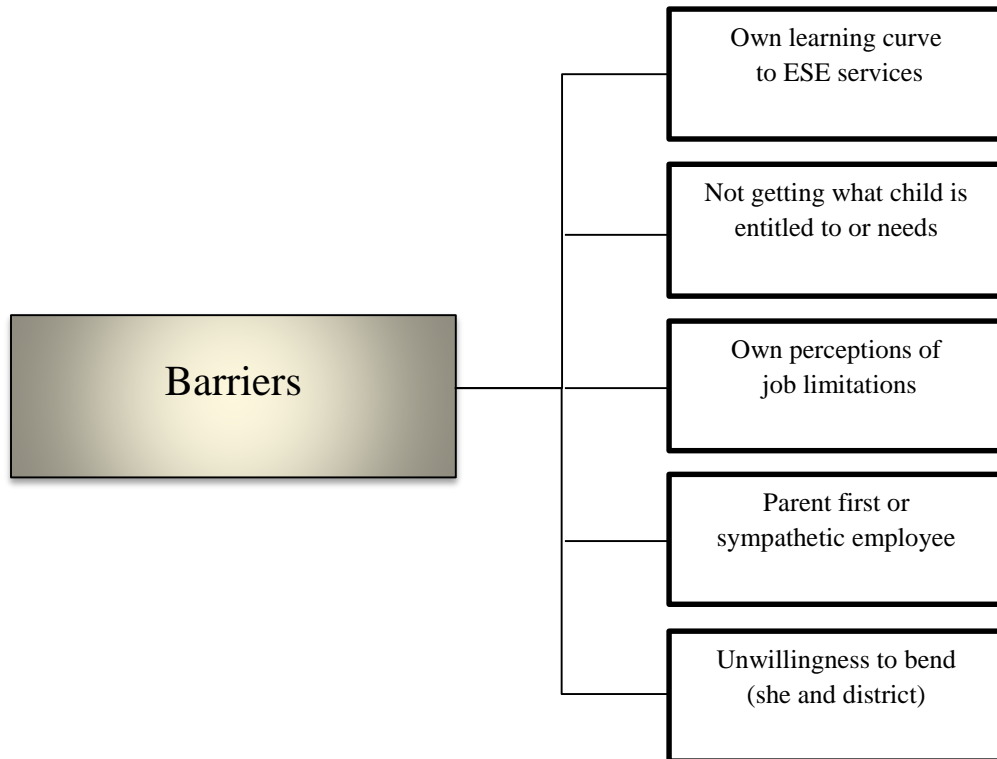 Barriers
Own learning curve
to ESE services
Not getting what child is
entitled to or needs
Own perceptions of
job limitations
Parent first or
sympathetic employee
Unwillingness to bend
(she and district)